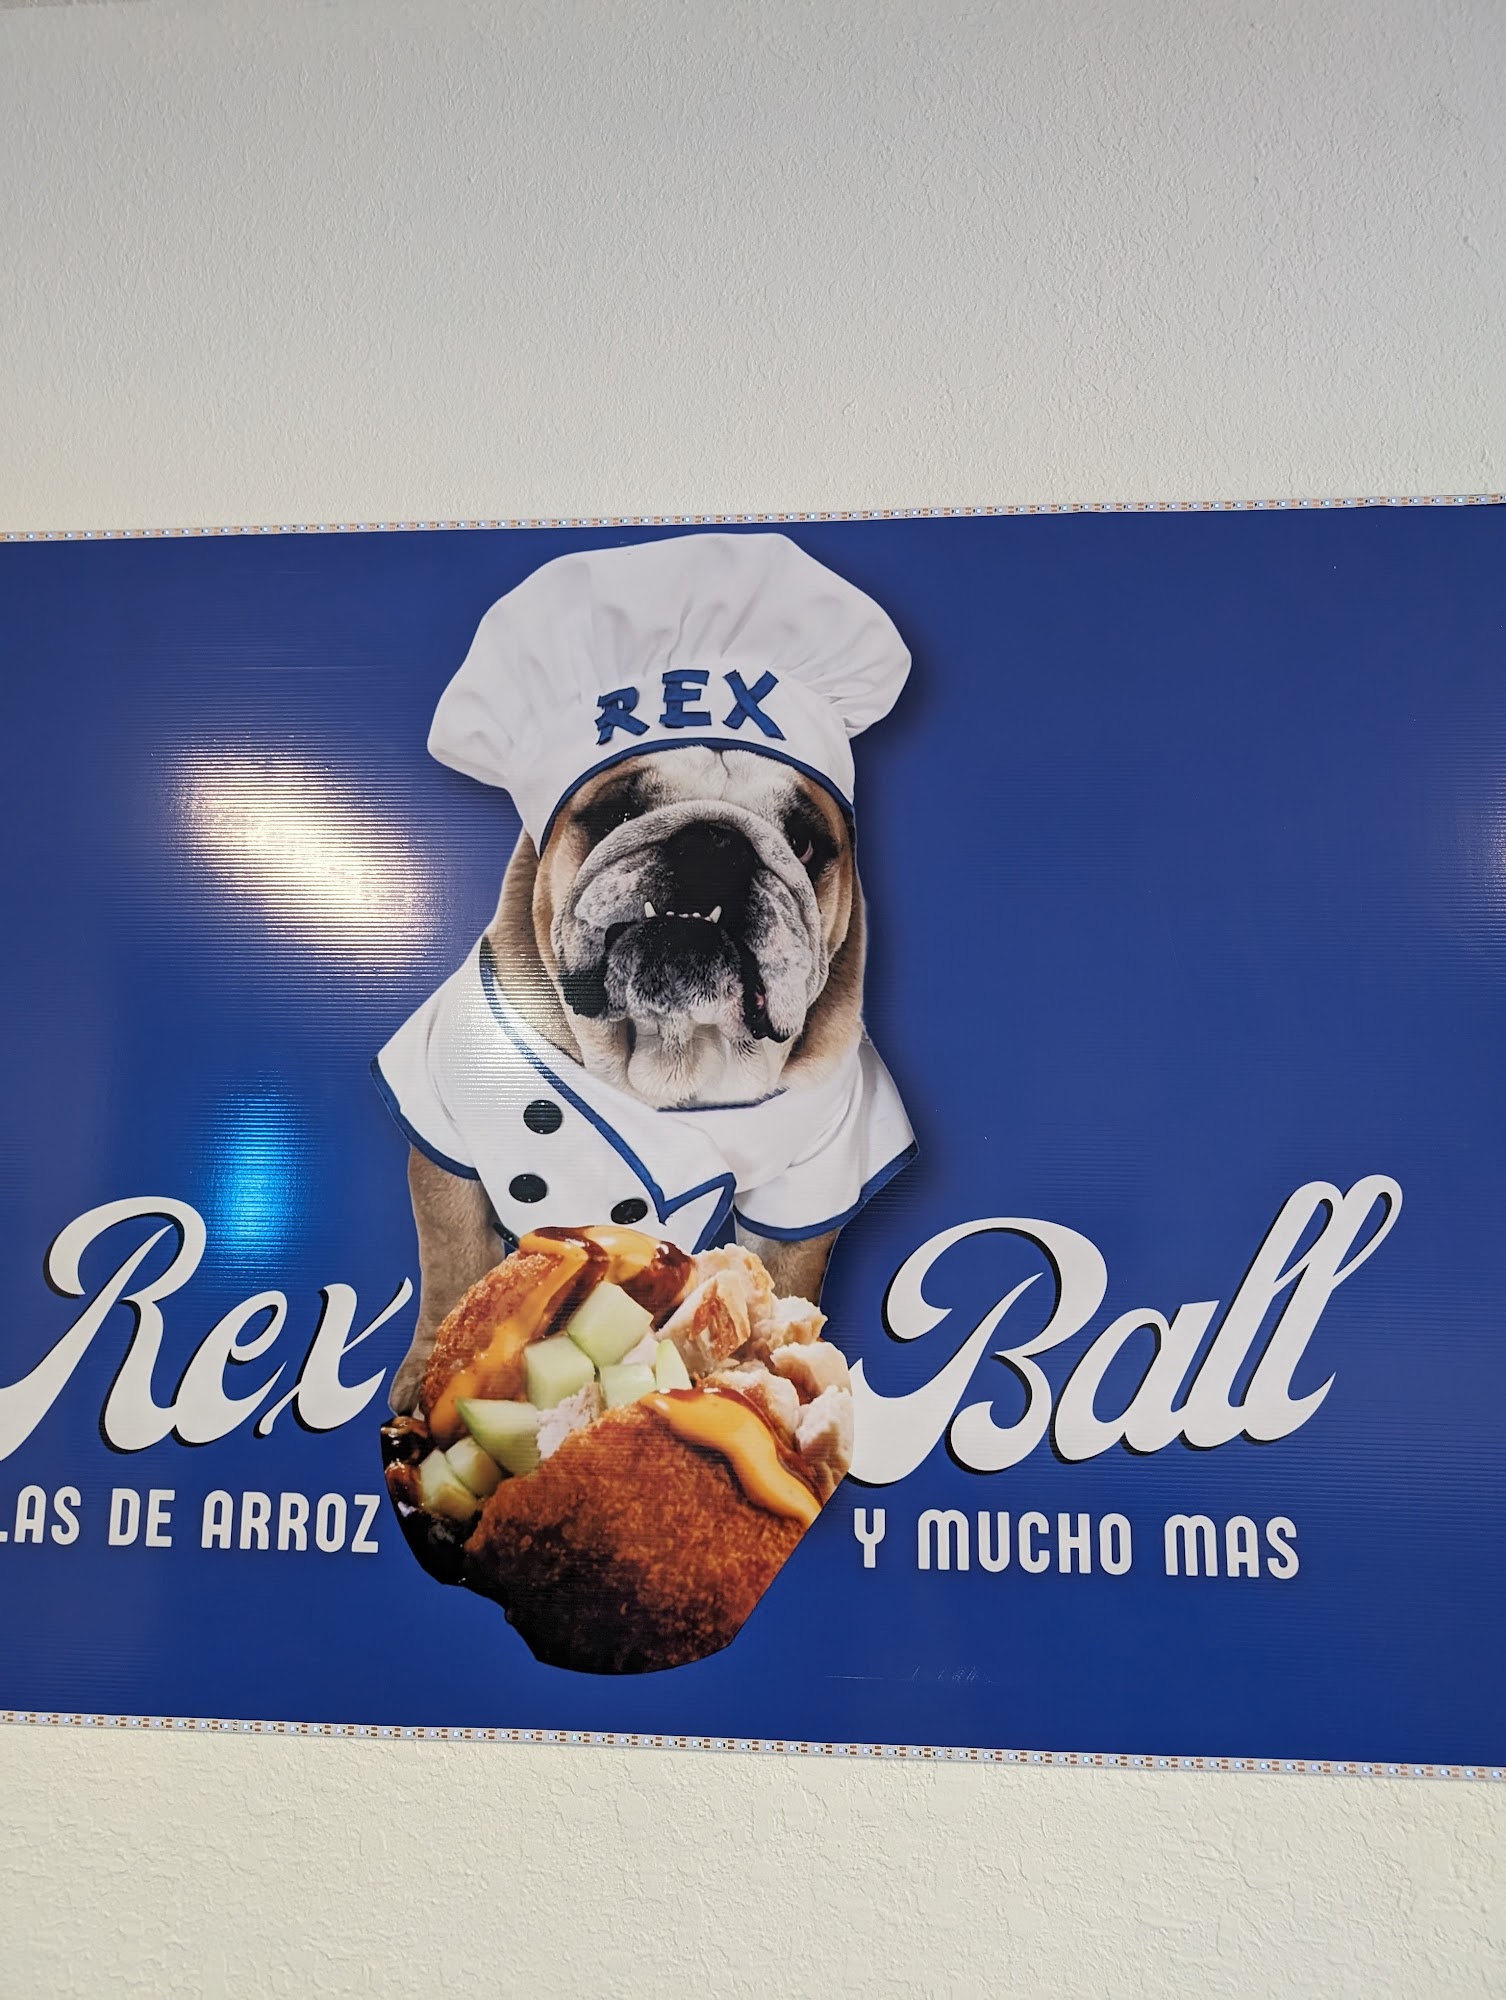 REX
Rex Ball
LAS DE ARROZ Y MUCHO MAS